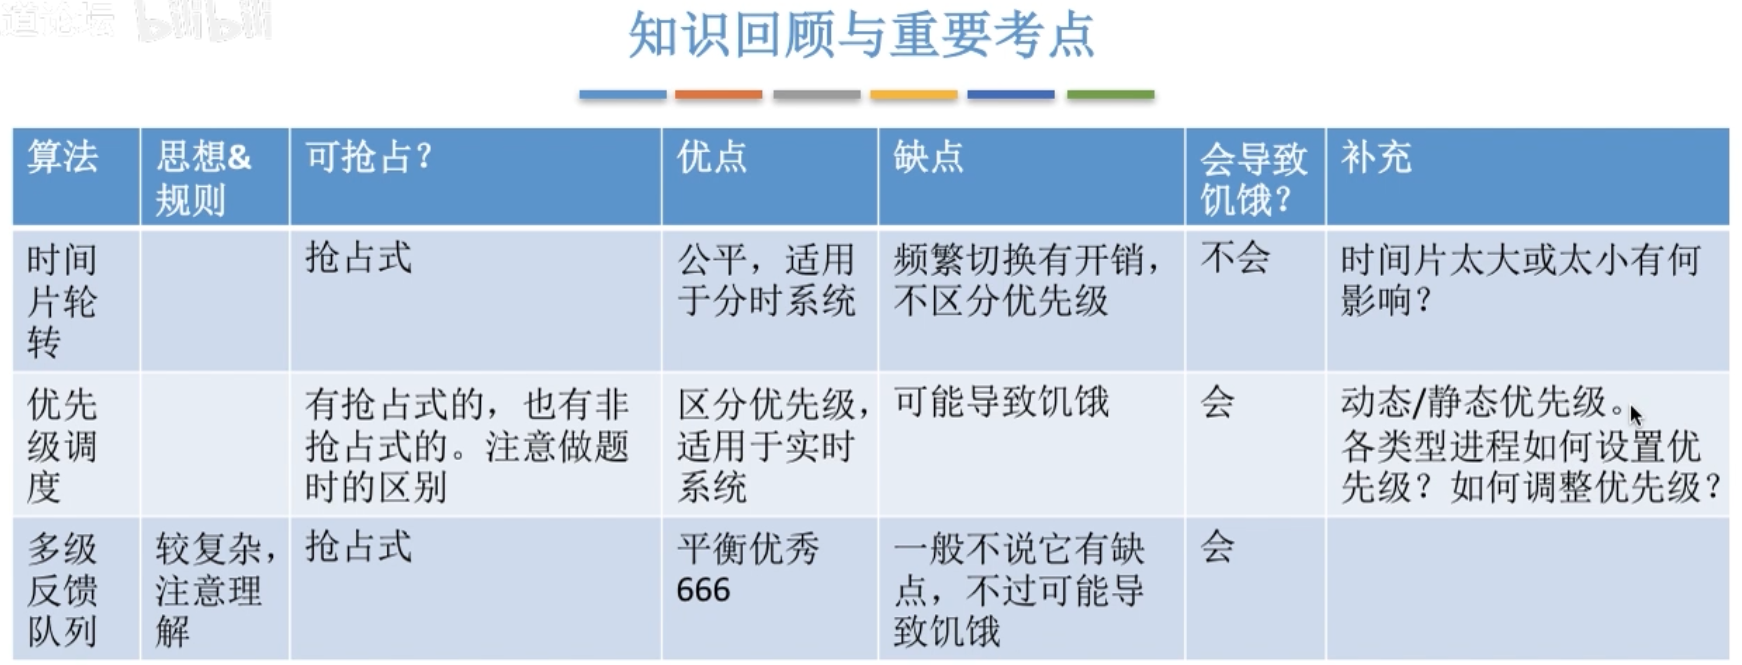 道论坛 bilibili
知识回顾与重要考点
算法
思想&
规则
可抢占？
优点
缺点
会导致
饥饿？
补充
时间
片轮
转
抢占式
公平，适用
于分时系统
频繁切换有开销，
不区分优先级
不会
时间片太大或太小有何
影响？
优先
级调
度
有抢占式的，也有非
抢占式的。注意做题
时的区别
区分优先级，
适用于实时
系统
可能导致饥饿
会
动态/静态优先级。
各类型进程如何设置优
先级？如何调整优先级？
多级
反馈
队列
较复杂，
注意理
解
抢占式
平衡优秀
666
一般不说它有缺
点，不过可能导
致饥饿
会